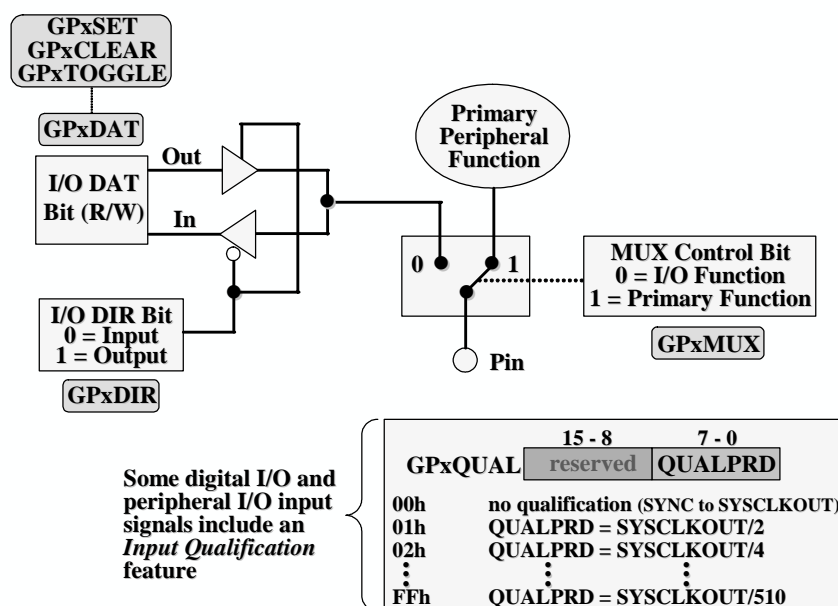 GPxSET
GPxCLEAR
GPxTOGGLE
GPxDAT
I/O DAT
Bit (R/W)
Out
In
I/O DIR Bit
0 = Input
1 = Output
GPxDIR
Primary
Peripheral
Function
0
1
Pin
MUX Control Bit
0 = I/O Function
1 = Primary Function
GPxMUX
Some digital I/O and
peripheral I/O input
signals include an
Input Qualification
feature
15 - 8 7 - 0
GPxQUAL reserved QUALPRD
00h no qualification (SYNC to SYSCLKOUT)
01h QUALPRD = SYSCLKOUT/2
02h QUALPRD = SYSCLKOUT/4
FFh QUALPRD = SYSCLKOUT/510